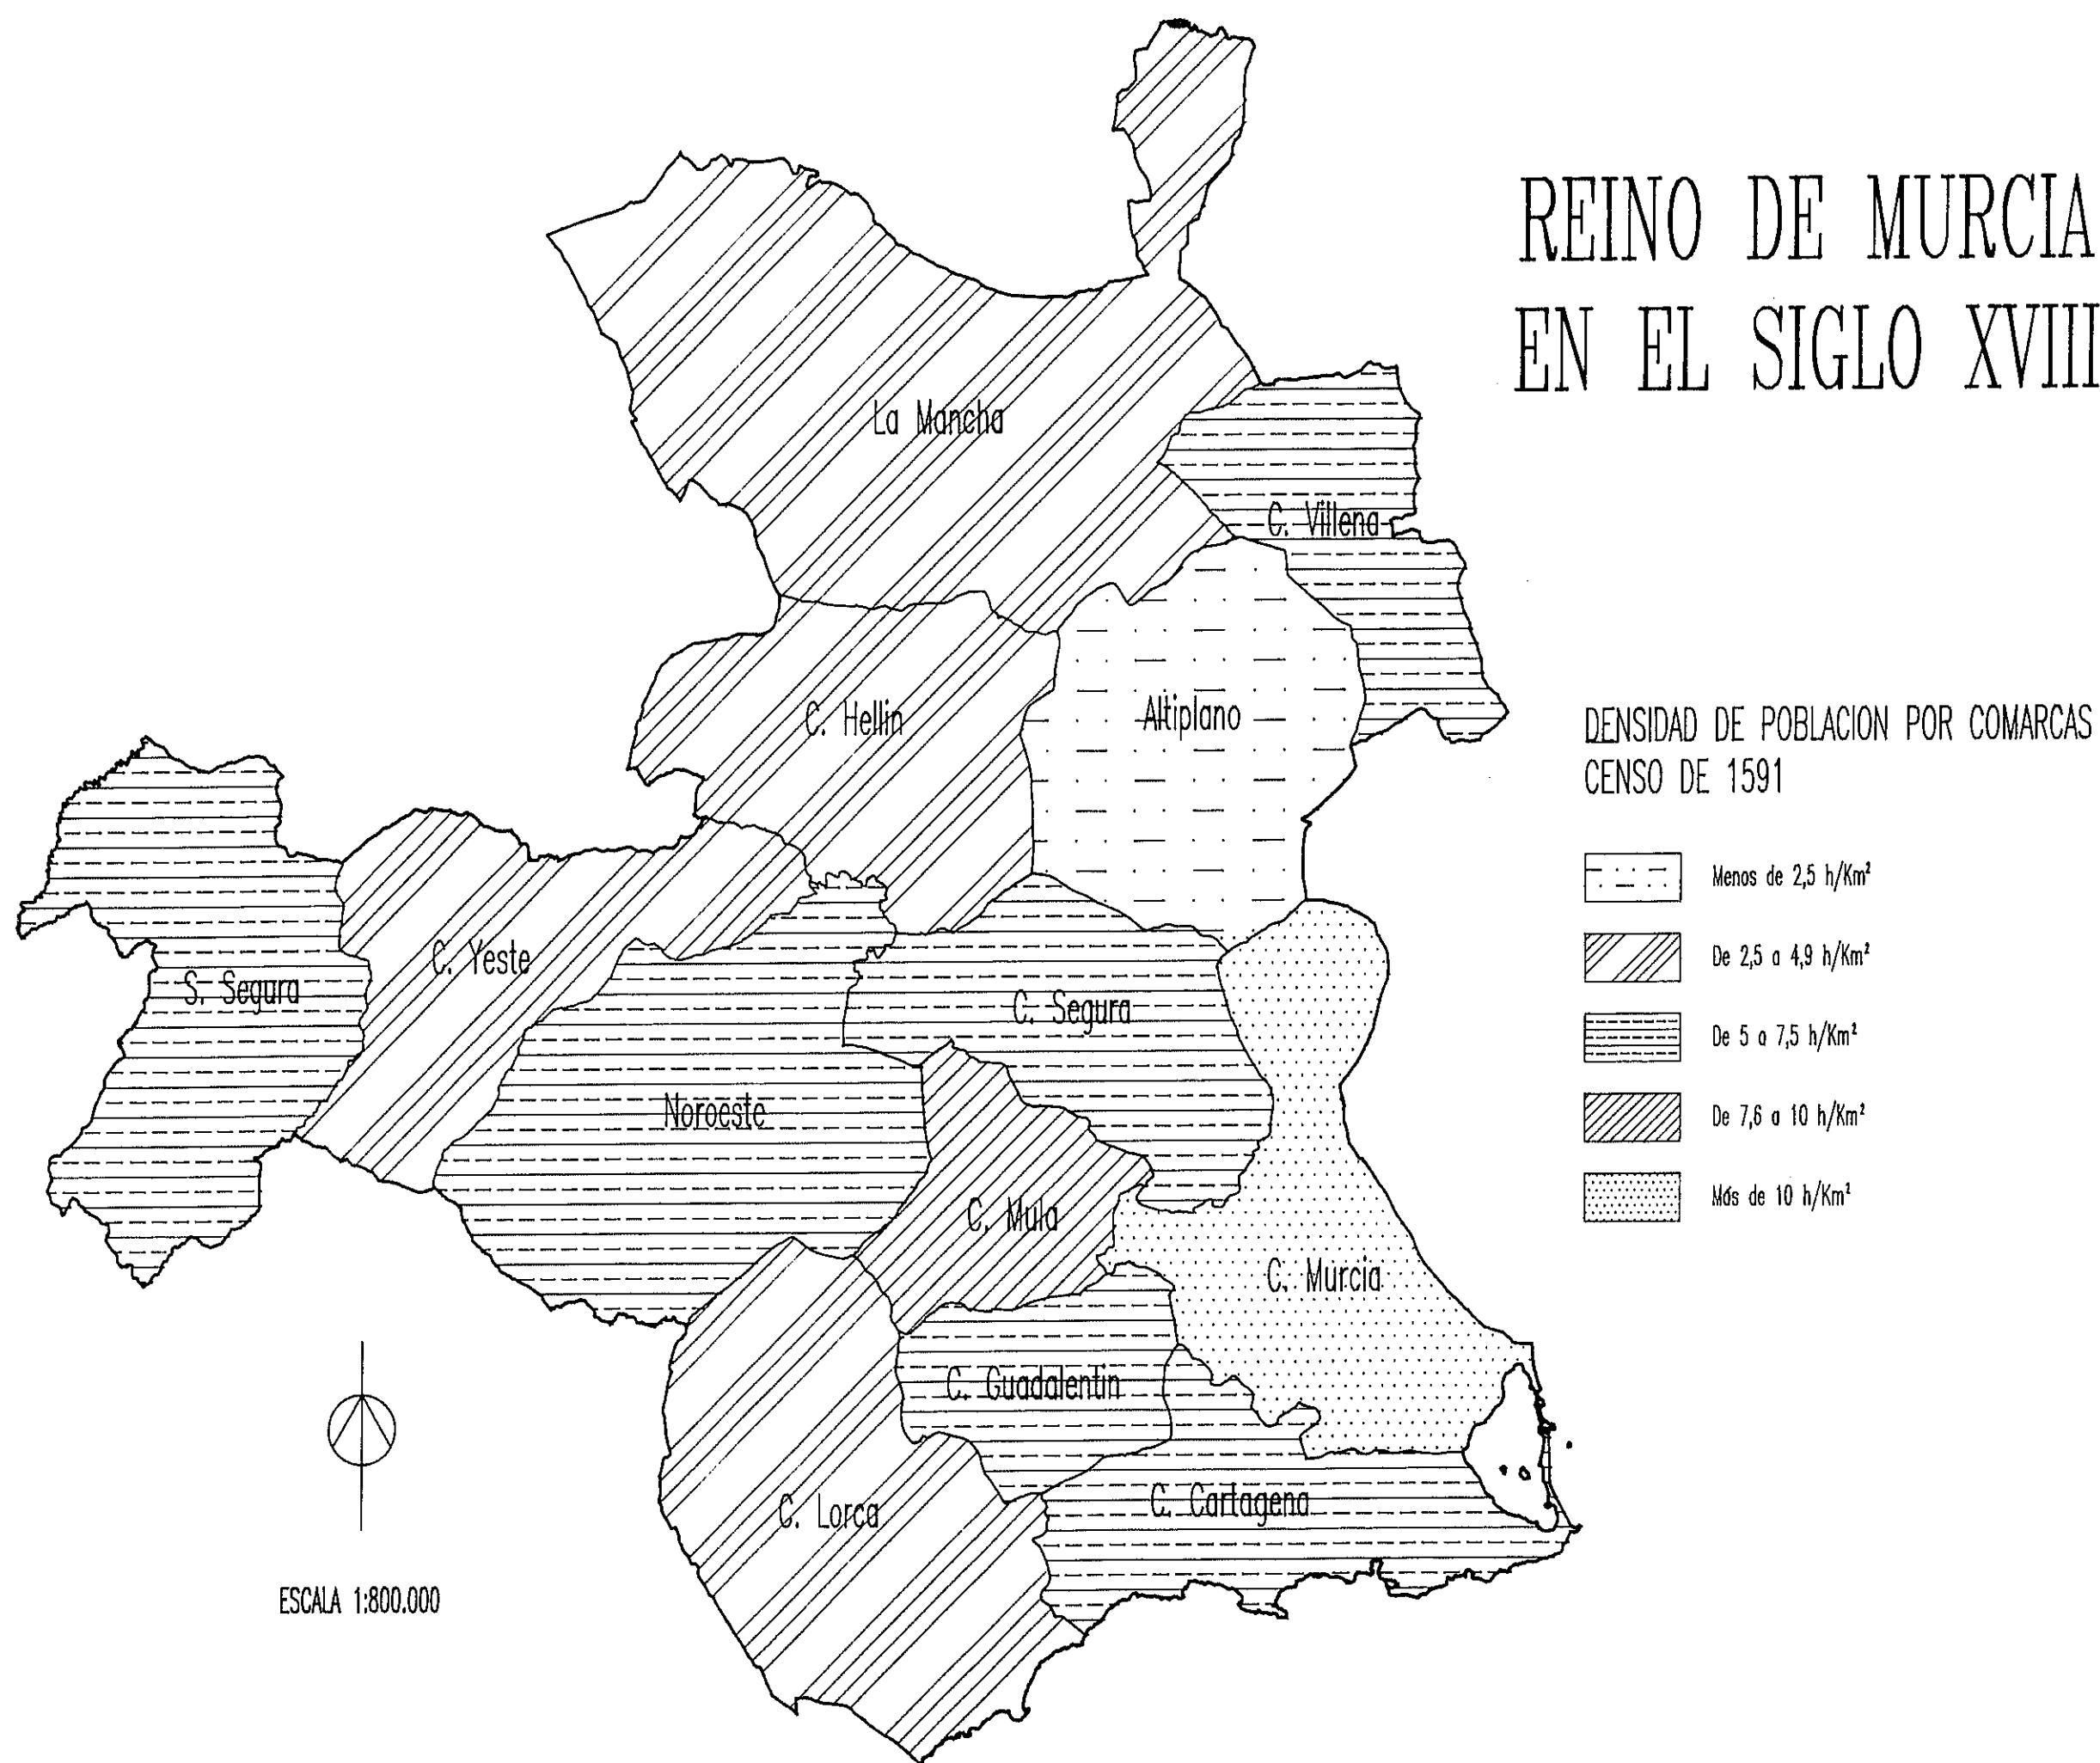 REINO DE MURCIA
EN EL SIGLO XVIII
La Mancha
C. Villena
C. Hellin
Altiplano
DENSIDAD DE POBLACION POR COMARCAS
CENSO DE 1591
Menos de 2,5 h/Km²
De 2,5 a 4,9 h/Km²
De 5 a 7,5 h/Km²
De 7,6 a 10 h/Km²
Más de 10 h/Km²
C. Yeste
S. Segura
C. Segura
Noroeste
C. Mula
C. Murcia
C. Guadalentin
C. Cartagena
C. Lorca
ESCALA 1:800.000